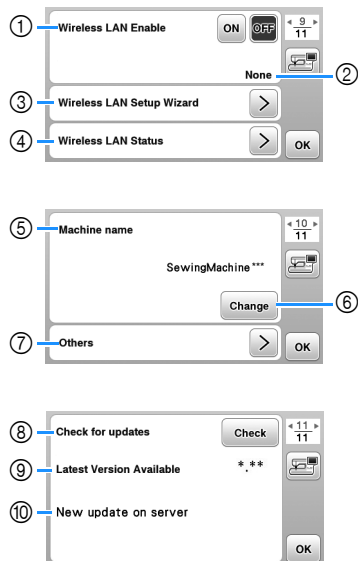 ① Wireless LAN Enable ON OFF 9
11
None ②
③ Wireless LAN Setup Wizard >
④ Wireless LAN Status > OK
⑤ Machine name 10
11
SewingMachine***
Change ⑥
⑦ Others > OK
⑧ Check for updates Check 11
11
⑨ Latest Version Available *.**
⑩ New update on server
OK